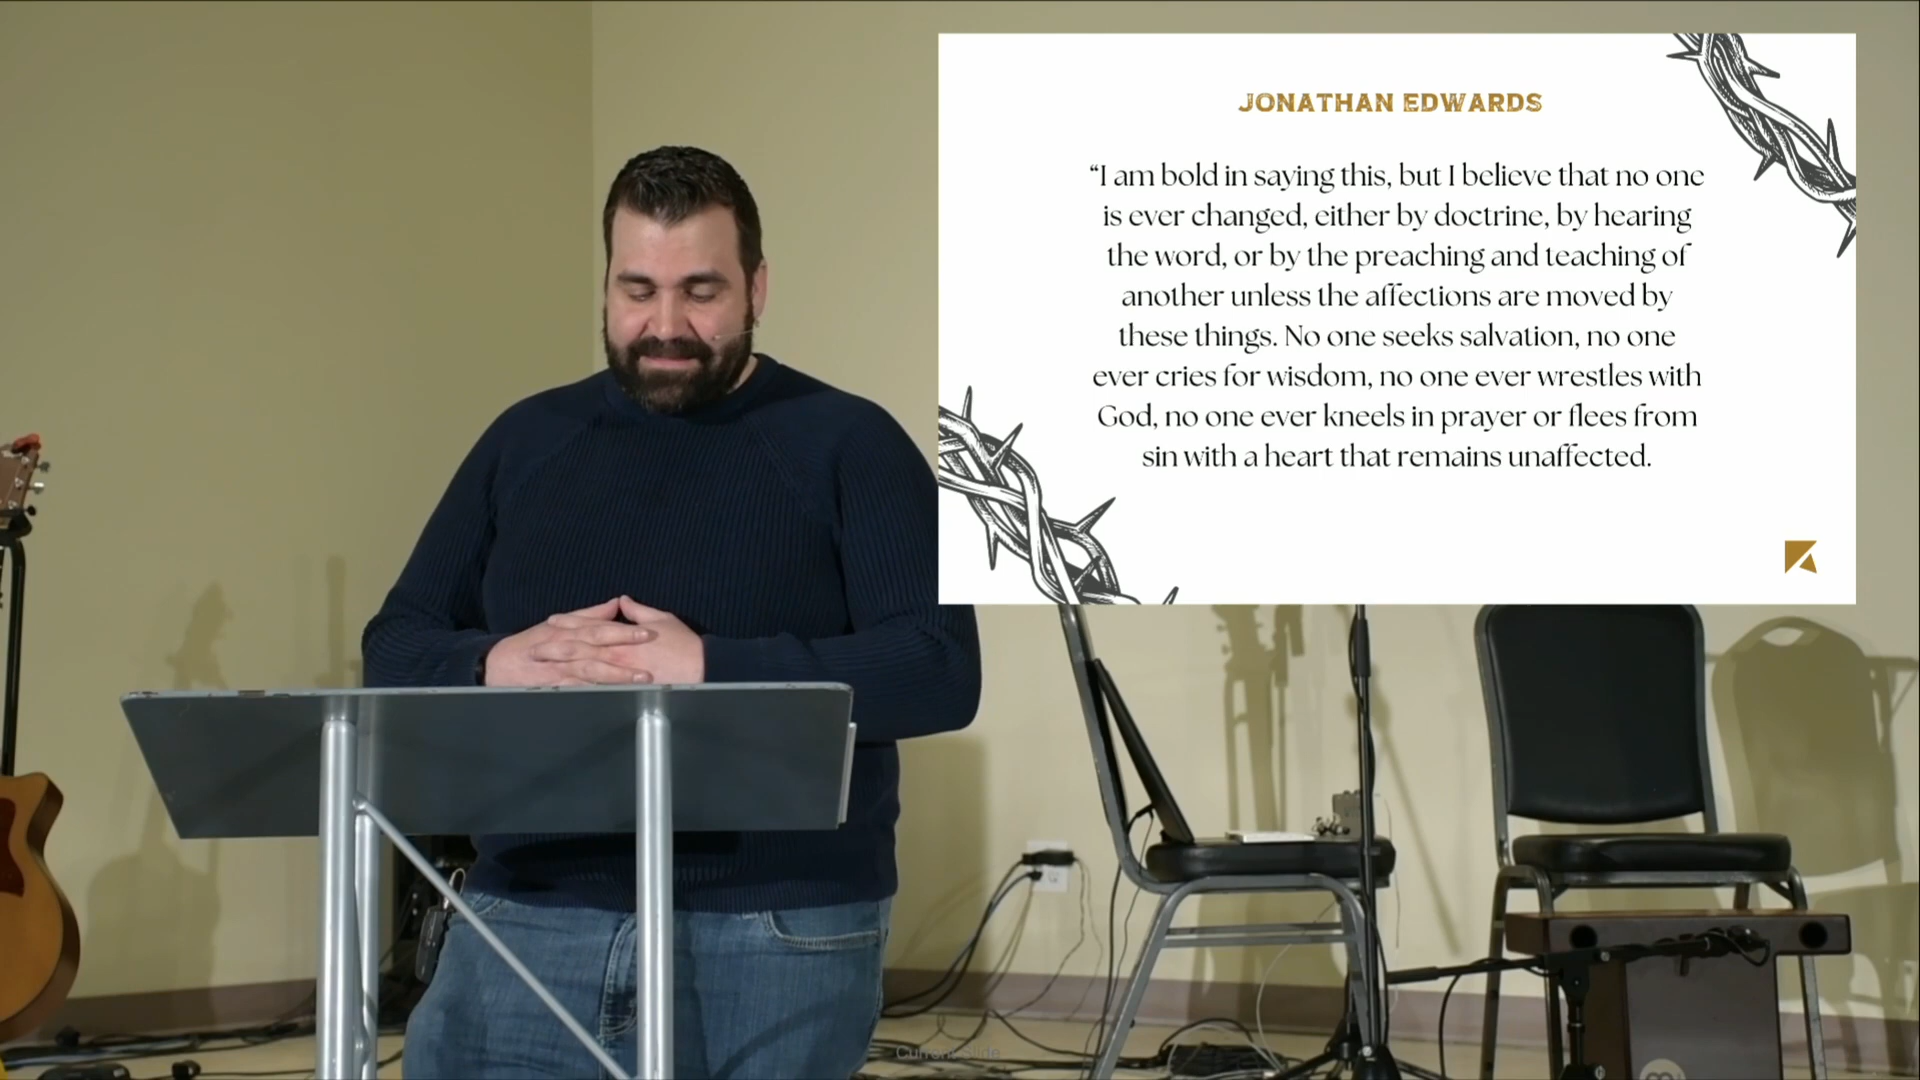 JONATHAN EDWARDS
“I am bold in saying this, but I believe that no one
is ever changed, either by doctrine, by hearing
the word, or by the preaching and teaching of
another unless the affections are moved by
these things. No one seeks salvation, no one
ever cries for wisdom, no one ever wrestles with
God, no one ever kneels in prayer or flees from
sin with a heart that remains unaffected.
Current Slide